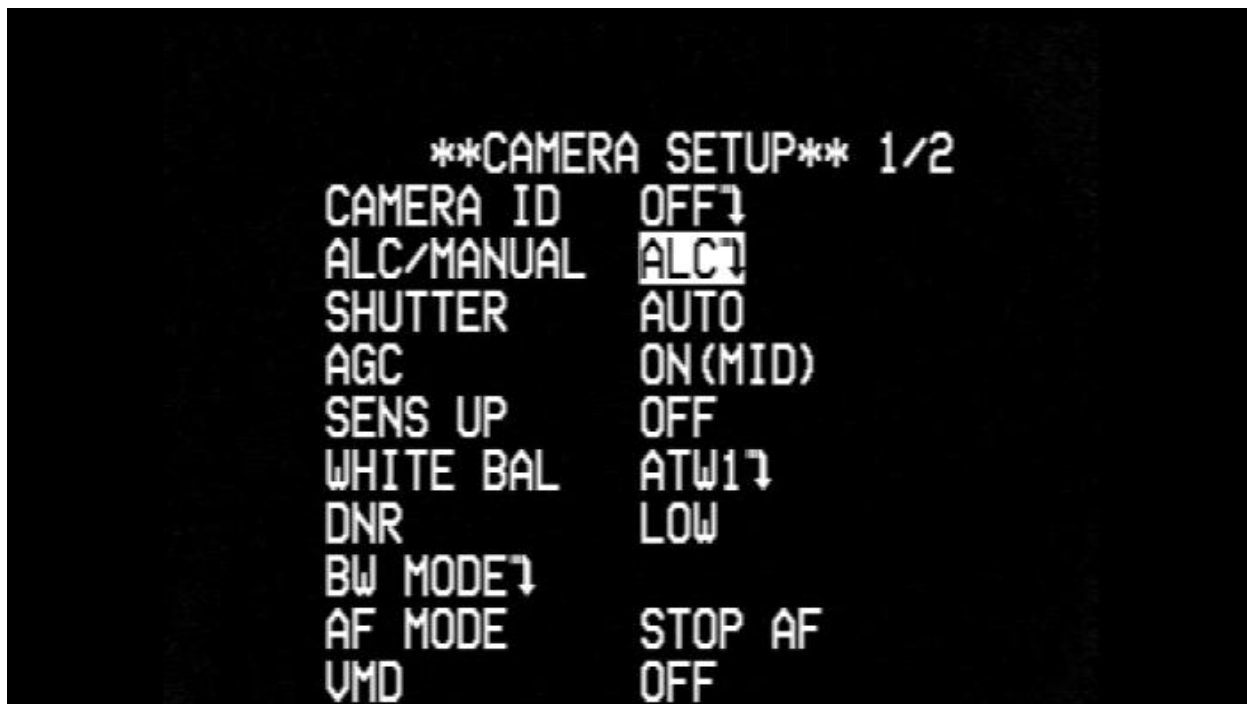 **CAMERA SETUP** 1/2
CAMERA ID OFF↴
ALC/MANUAL ALC↴
SHUTTER AUTO
AGC ON(MID)
SENS UP OFF
WHITE BAL ATW1↴
DNR LOW
BW MODE↴
AF MODE STOP AF
VMD OFF